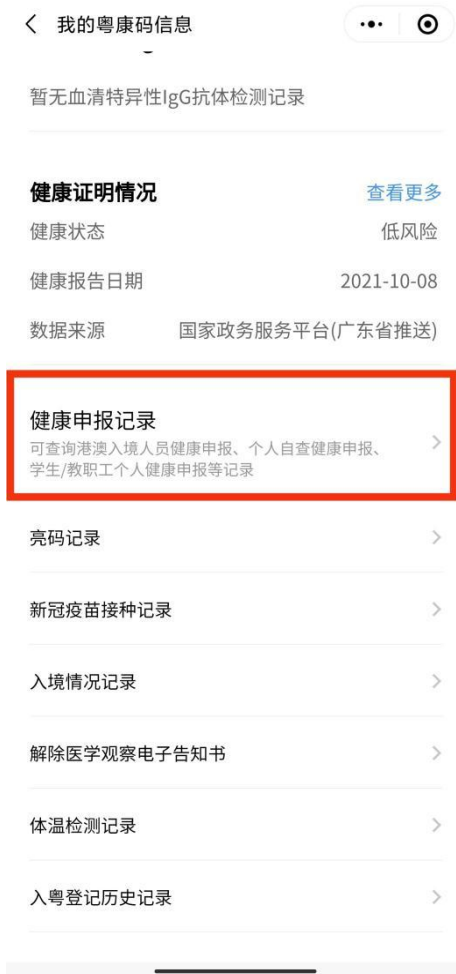 我的粤康码信息
暂无血清特异性IgG抗体检测记录
健康证明情况 查看更多
健康状态 低风险
健康报告日期 2021-10-08
数据来源 国家政务服务平台(广东省推送)
健康申报记录
可查询港澳入境人员健康申报、个人自查健康申报、
学生/教职工个人健康申报等记录
亮码记录
新冠疫苗接种记录
入境情况记录
解除医学观察电子告知书
体温检测记录
入粤登记历史记录